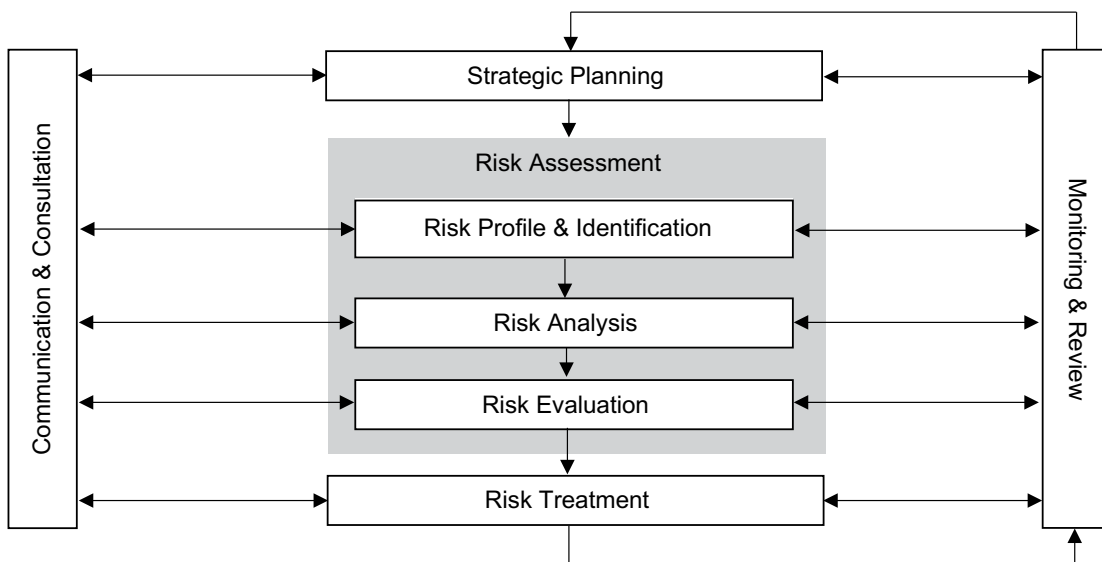 Strategic Planning
Risk Assessment
Risk Profile & Identification
Risk Analysis
Risk Evaluation
Risk Treatment
Communication & Consultation
Monitoring & Review